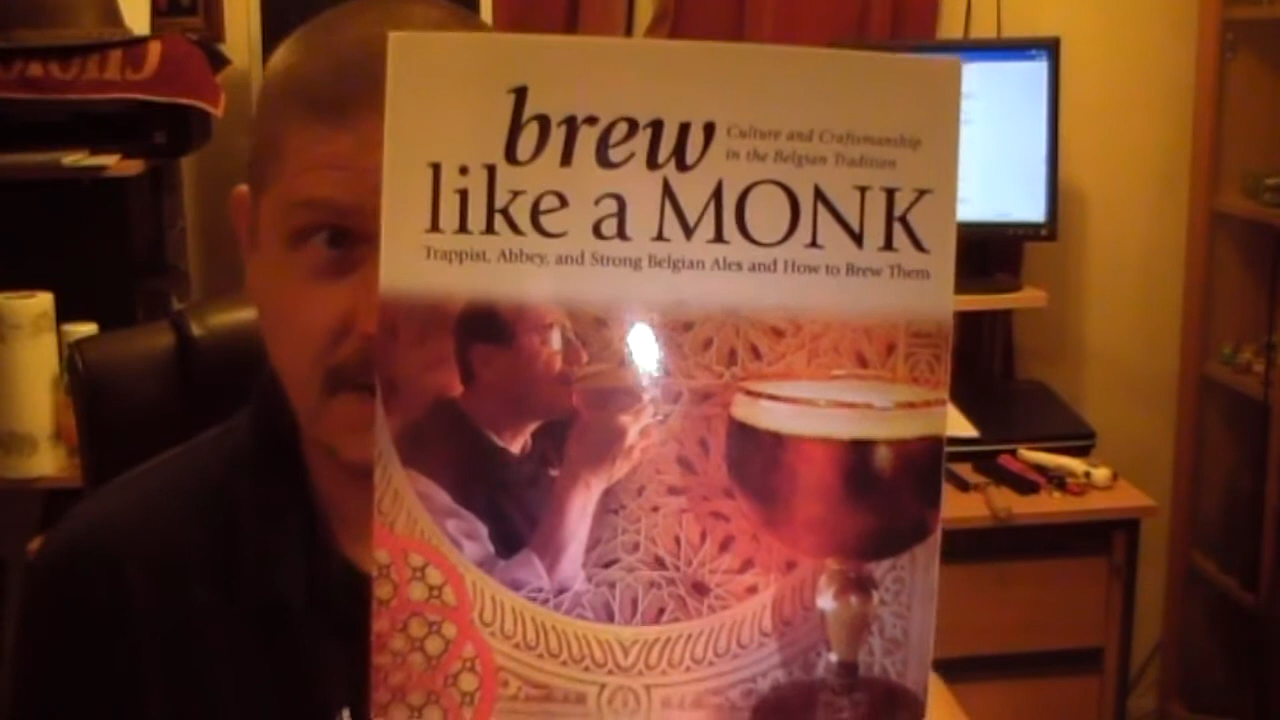 brew
Culture and Craftsmanship
in the Belgian Tradition
like a MONK
Trappist, Abbey, and Strong Belgian Ales and How to Brew Them